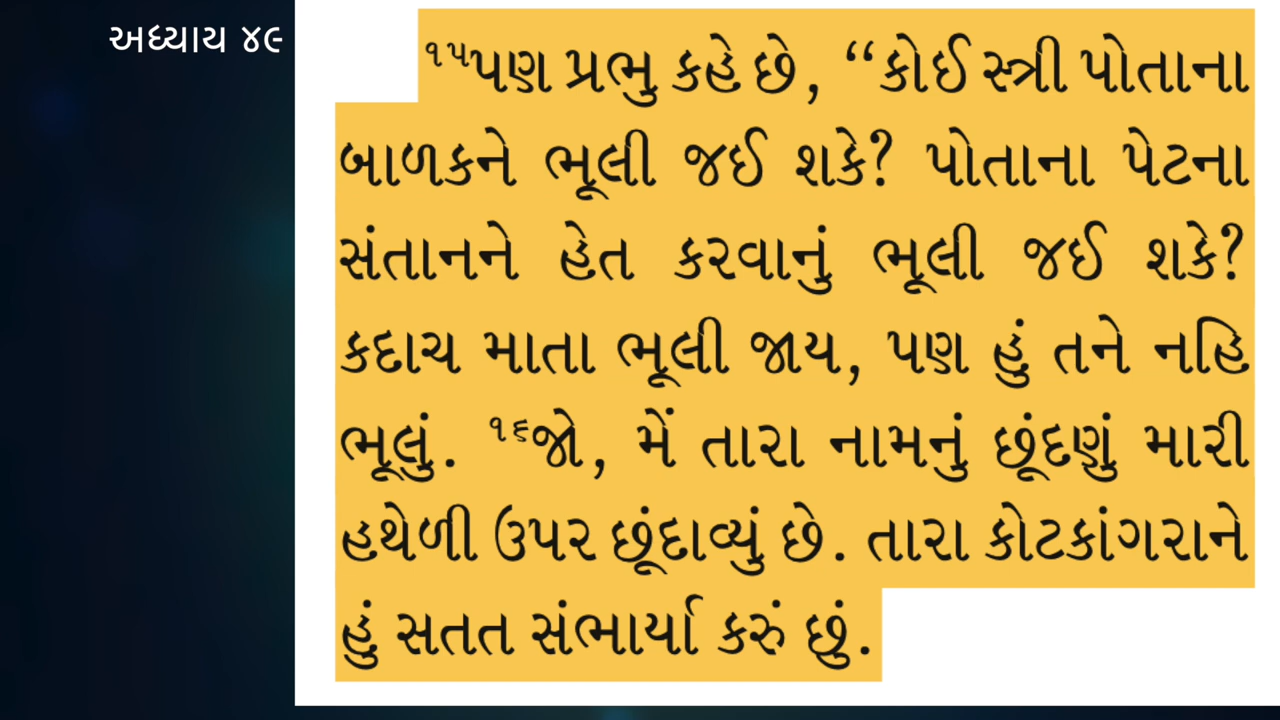 અધ્યાય ૪૯
૧૫પણ પ્રભુ કહે છે, “કોઈ સ્ત્રી પોતાના
બાળકને ભૂલી જઈ શકે? પોતાના પેટના
સંતાનને હેત કરવાનું ભૂલી જઈ શકે?
કદાચ માતા ભૂલી જાય, પણ હું તને નહિ
ભૂલું. ૧૬જો, મેં તારા નામનું છૂંદણું મારી
હથેળી ઉપર છૂંદાવ્યું છે. તારા કોટકાંગરાને
હું સતત સંભાર્યા કરું છું.